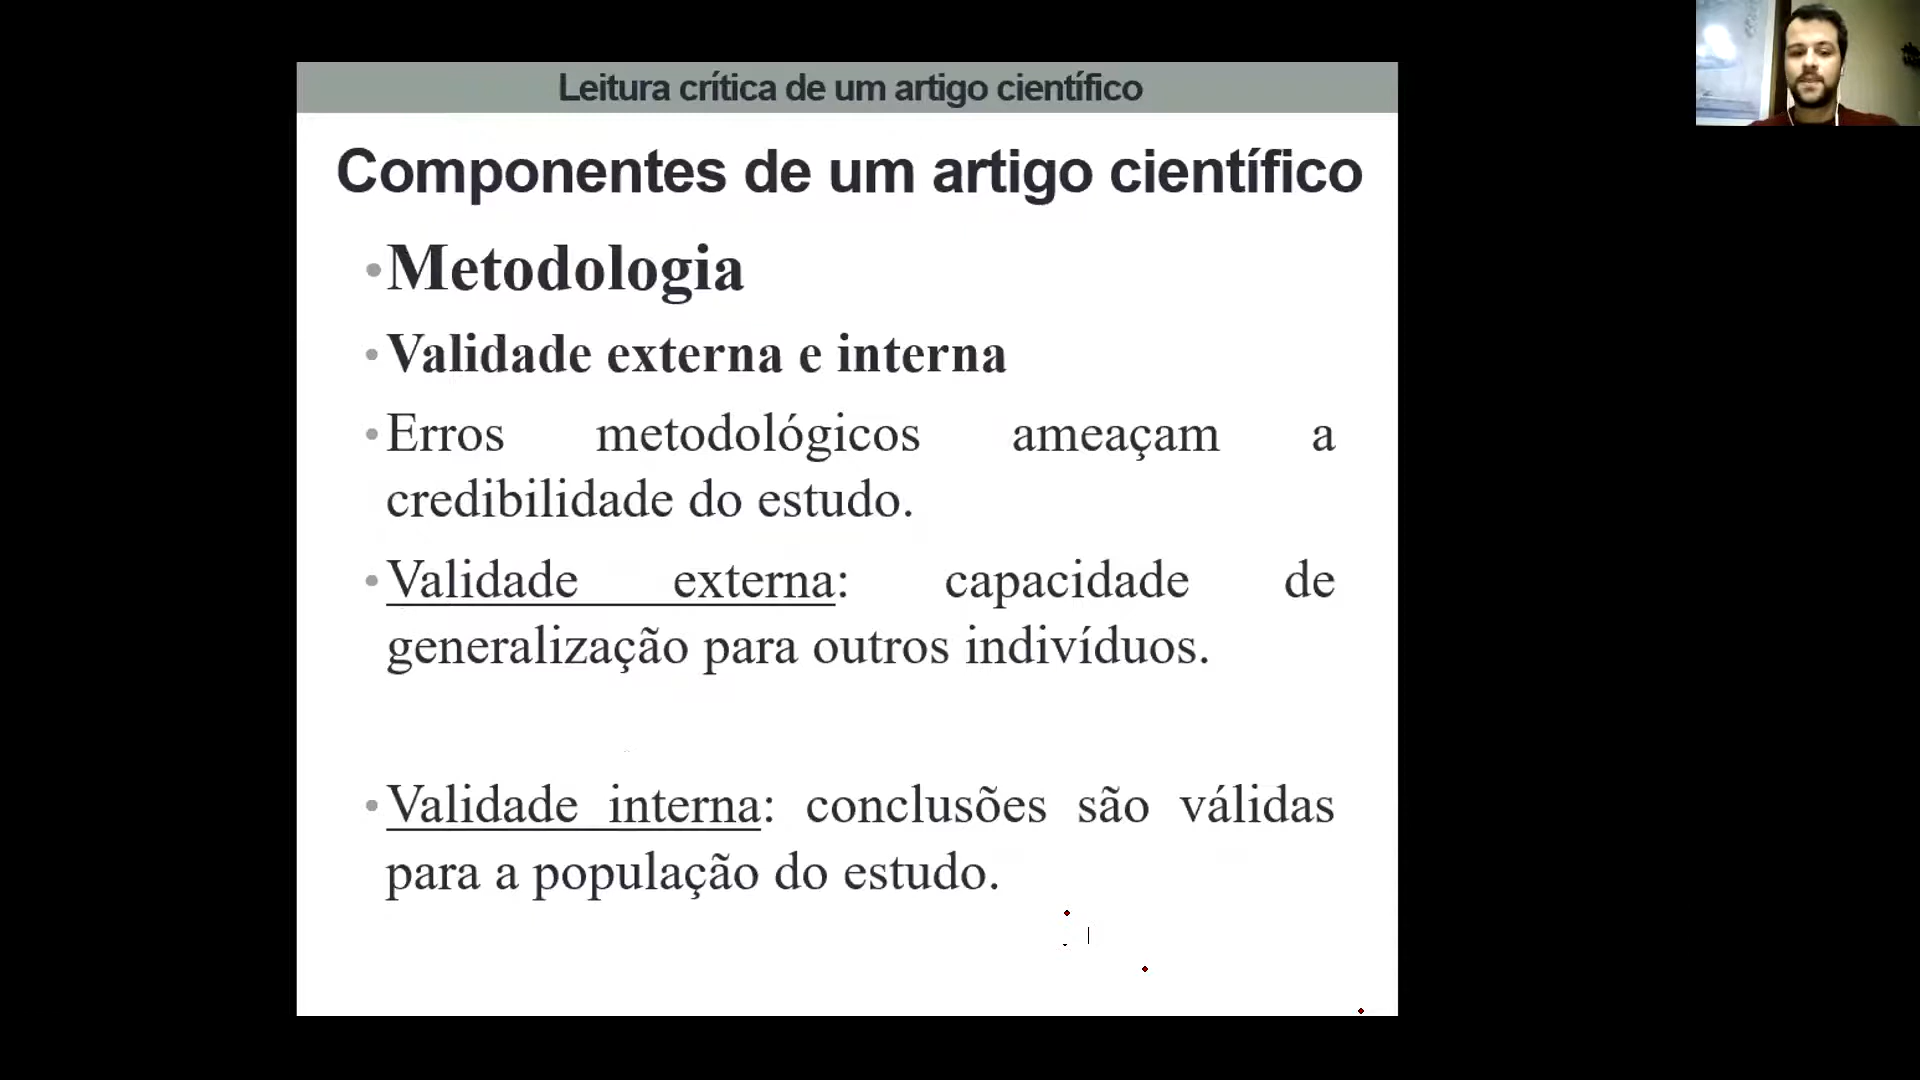 Leitura crítica de um artigo científico
Componentes de um artigo científico
•Metodologia
•Validade externa e interna
•Erros metodológicos ameaçam a
credibilidade do estudo.
•Validade externa: capacidade de
generalização para outros indivíduos.
•Validade interna: conclusões são válidas
para a população do estudo.